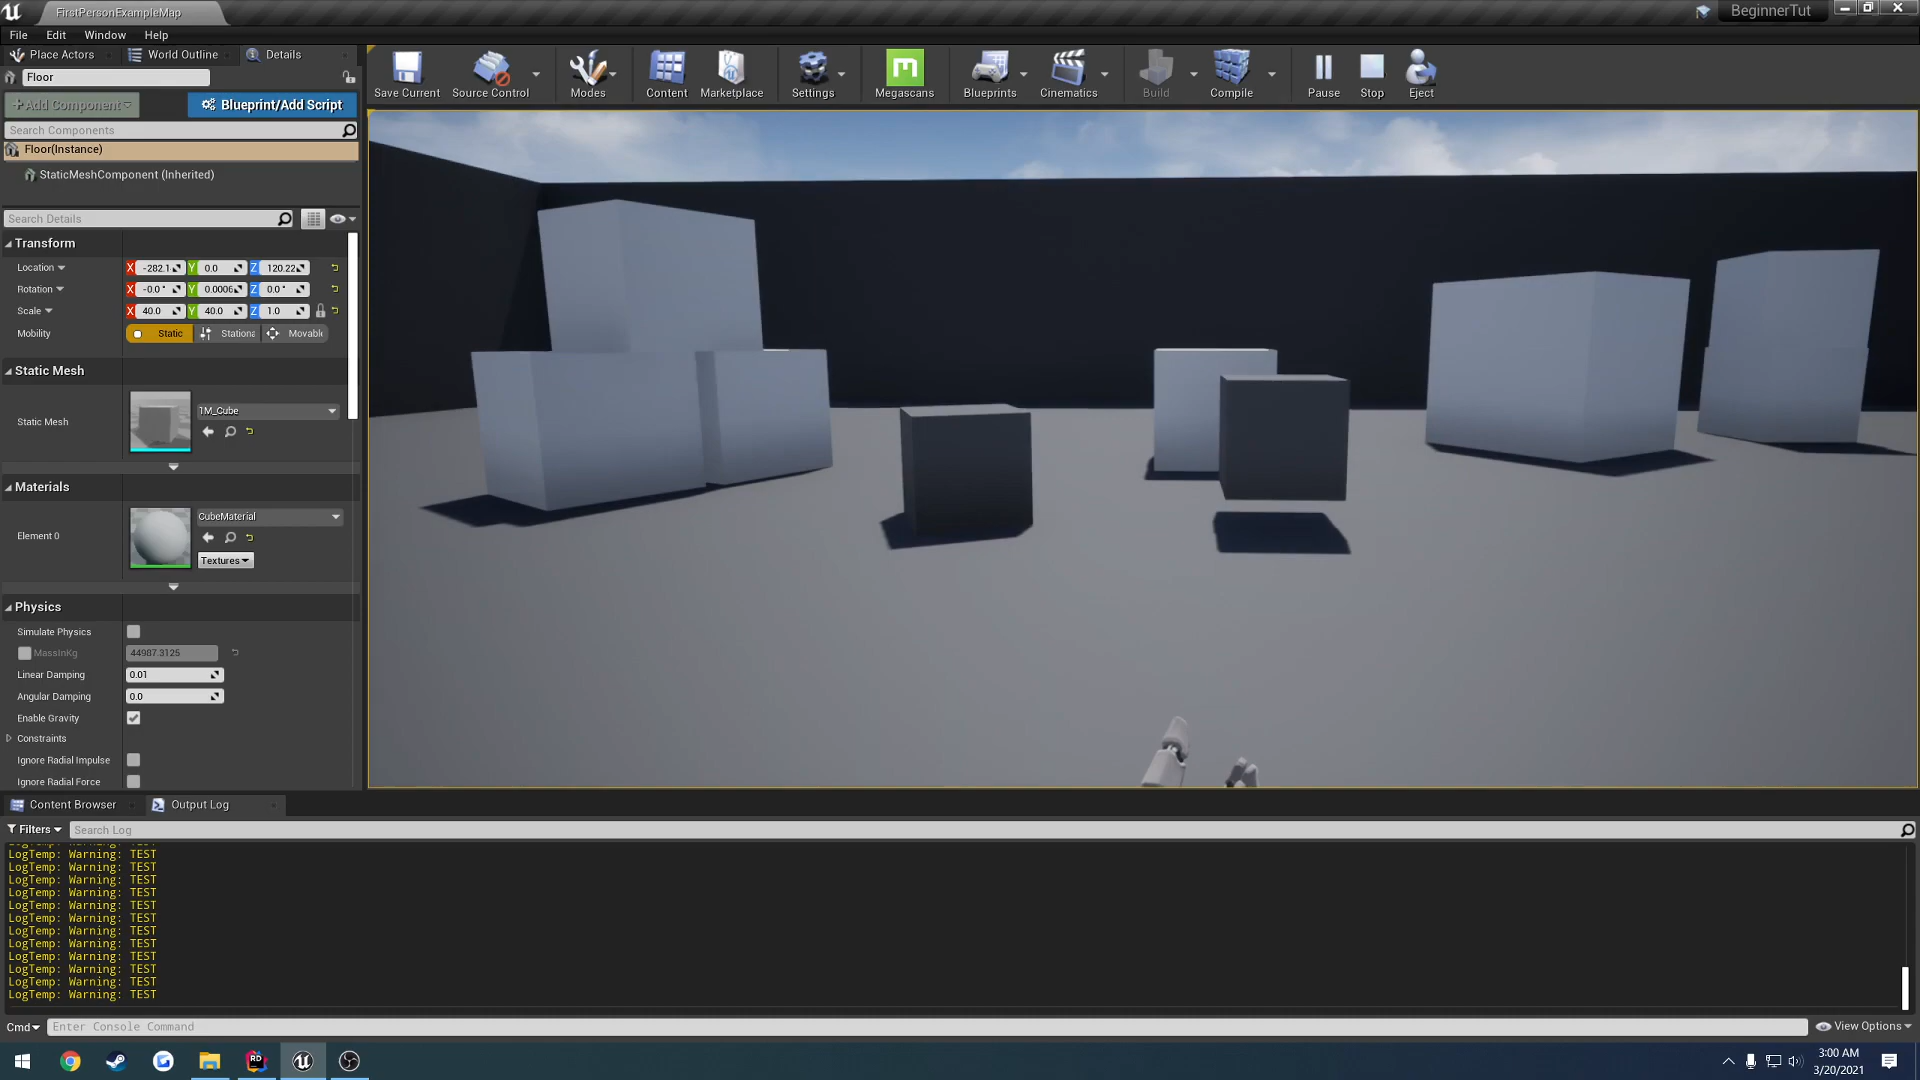 FirstPersonExampleMap
BeginnerTut
File Edit Window Help
Place Actors World Outline Details
Floor
Save Current Source Control Modes Content Marketplace Settings Megascans Blueprints Cinematics Build Compile Pause Stop Eject
+Add Component Blueprint/Add Script
Search Components
Floor(Instance)
StaticMeshComponent (Inherited)
Search Details
Transform
Location X -282.1 Y 0.0 Z 120.22
Rotation X -0.0 ° Y 0.0006 Z 0.0 °
Scale X 40.0 Y 40.0 Z 1.0
Mobility Static Stationa Movable
Static Mesh
Static Mesh 1M_Cube
Materials
Element 0 CubeMaterial
Textures
Physics
Simulate Physics
MassInKg 44987.3125
Linear Damping 0.01
Angular Damping 0.0
Enable Gravity
Constraints
Ignore Radial Impulse
Ignore Radial Force
Content Browser Output Log
Filters Search Log
LogTemp: Warning: TEST
LogTemp: Warning: TEST
LogTemp: Warning: TEST
LogTemp: Warning: TEST
LogTemp: Warning: TEST
LogTemp: Warning: TEST
LogTemp: Warning: TEST
LogTemp: Warning: TEST
LogTemp: Warning: TEST
LogTemp: Warning: TEST
LogTemp: Warning: TEST
LogTemp: Warning: TEST
Cmd Enter Console Command View Options
RD
3:00 AM
3/20/2021